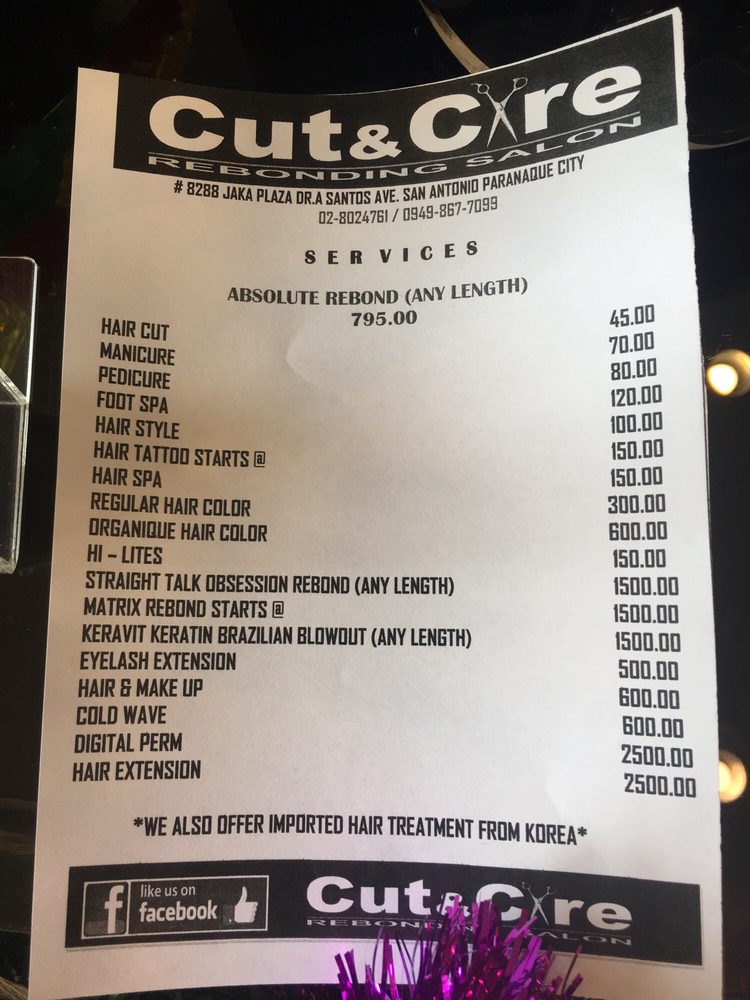 Cut & Care
REBONDING SALON
# 8288 JAKA PLAZA DR.A SANTOS AVE. SAN ANTONIO PARANAQUE CITY
02-8024761 / 0949-867-7099
SERVICES
ABSOLUTE REBOND (ANY LENGTH)
795.00
HAIR CUT 45.00
MANICURE 70.00
PEDICURE 80.00
FOOT SPA 120.00
HAIR STYLE 100.00
HAIR TATTOO STARTS @ 150.00
HAIR SPA 150.00
REGULAR HAIR COLOR 300.00
ORGANIQUE HAIR COLOR 600.00
HI – LITES 150.00
STRAIGHT TALK OBSESSION REBOND (ANY LENGTH) 1500.00
MATRIX REBOND STARTS @ 1500.00
KERAVIT KERATIN BRAZILIAN BLOWOUT (ANY LENGTH) 1500.00
EYELASH EXTENSION 500.00
HAIR & MAKE UP 600.00
COLD WAVE 600.00
DIGITAL PERM 2500.00
HAIR EXTENSION 2500.00
*WE ALSO OFFER IMPORTED HAIR TREATMENT FROM KOREA*
f like us on
facebook
Cut & Care
REBONDING SALON